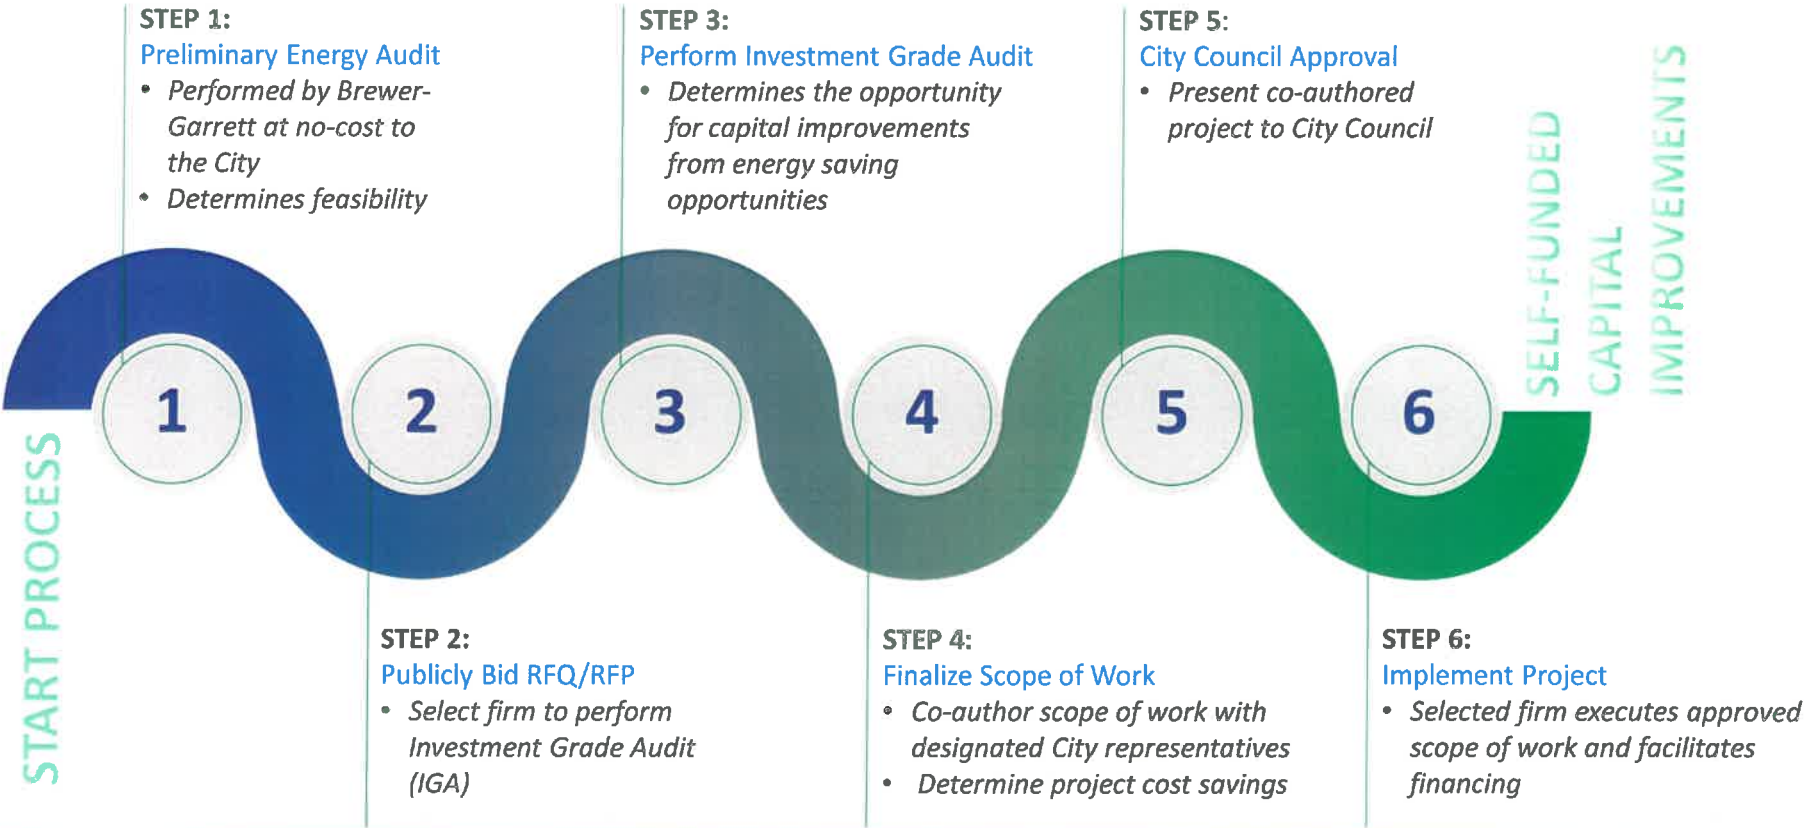 START PROCESS
STEP 1:
Preliminary Energy Audit
• Performed by Brewer-
Garrett at no-cost to
the City
• Determines feasibility
STEP 2:
Publicly Bid RFQ/RFP
• Select firm to perform
Investment Grade Audit
(IGA)
STEP 3:
Perform Investment Grade Audit
• Determines the opportunity
for capital improvements
from energy saving
opportunities
STEP 4:
Finalize Scope of Work
• Co-author scope of work with
designated City representatives
• Determine project cost savings
STEP 5:
City Council Approval
• Present co-authored
project to City Council
STEP 6:
Implement Project
• Selected firm executes approved
scope of work and facilitates
financing
1
2
3
4
5
6
SELF-FUNDED
CAPITAL
IMPROVEMENTS